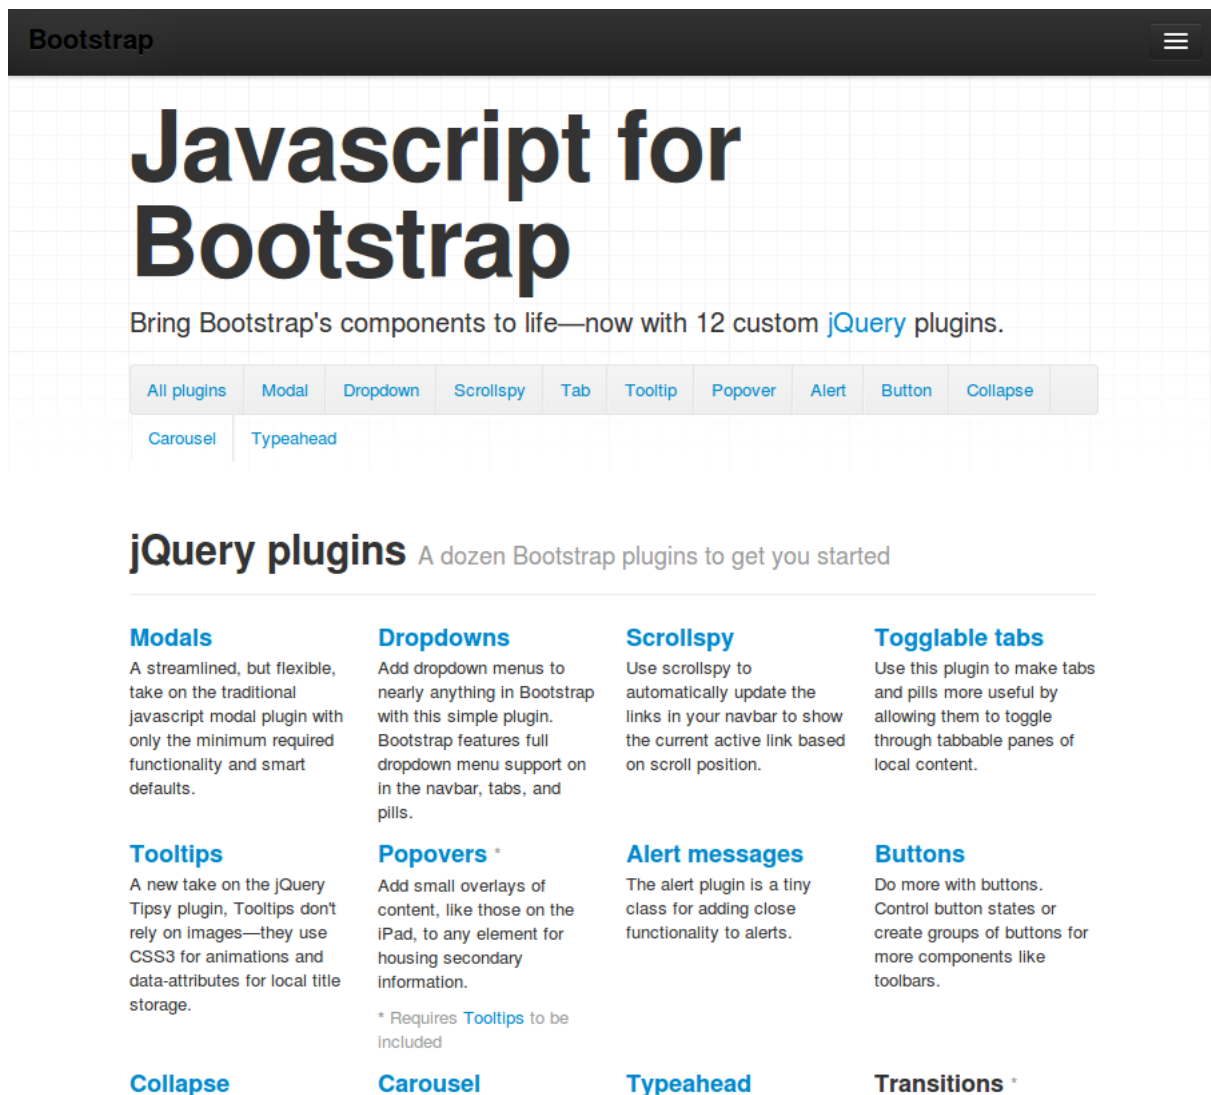 Bootstrap
Javascript for
Bootstrap
Bring Bootstrap's components to life—now with 12 custom jQuery plugins.
All plugins Modal Dropdown Scrollspy Tab Tooltip Popover Alert Button Collapse
Carousel Typeahead
jQuery plugins A dozen Bootstrap plugins to get you started
Modals
A streamlined, but flexible,
take on the traditional
javascript modal plugin with
only the minimum required
functionality and smart
defaults.
Dropdowns
Add dropdown menus to
nearly anything in Bootstrap
with this simple plugin.
Bootstrap features full
dropdown menu support on
in the navbar, tabs, and
pills.
Scrollspy
Use scrollspy to
automatically update the
links in your navbar to show
the current active link based
on scroll position.
Togglable tabs
Use this plugin to make tabs
and pills more useful by
allowing them to toggle
through tabbable panes of
local content.
Tooltips
A new take on the jQuery
Tipsy plugin, Tooltips don't
rely on images—they use
CSS3 for animations and
data-attributes for local title
storage.
Popovers *
Add small overlays of
content, like those on the
iPad, to any element for
housing secondary
information.
* Requires Tooltips to be
included
Alert messages
The alert plugin is a tiny
class for adding close
functionality to alerts.
Buttons
Do more with buttons.
Control button states or
create groups of buttons for
more components like
toolbars.
Collapse
Carousel
Typeahead
Transitions *